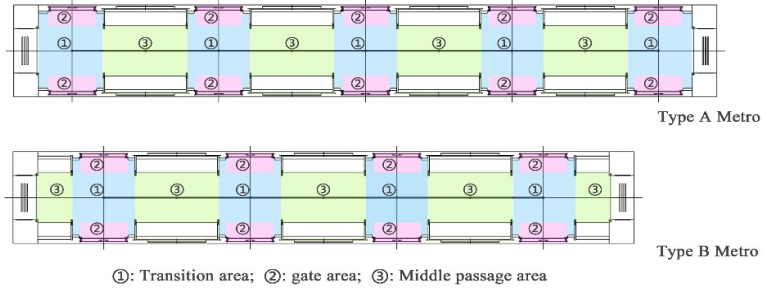 ② ② ② ② ②
① ③ ① ③ ① ③ ① ③ ①
② ② ② ② ②
Type A Metro
② ② ② ②
③ ① ③ ① ③ ① ③ ① ③
② ② ② ②
Type B Metro
①: Transition area; ②: gate area; ③: Middle passage area